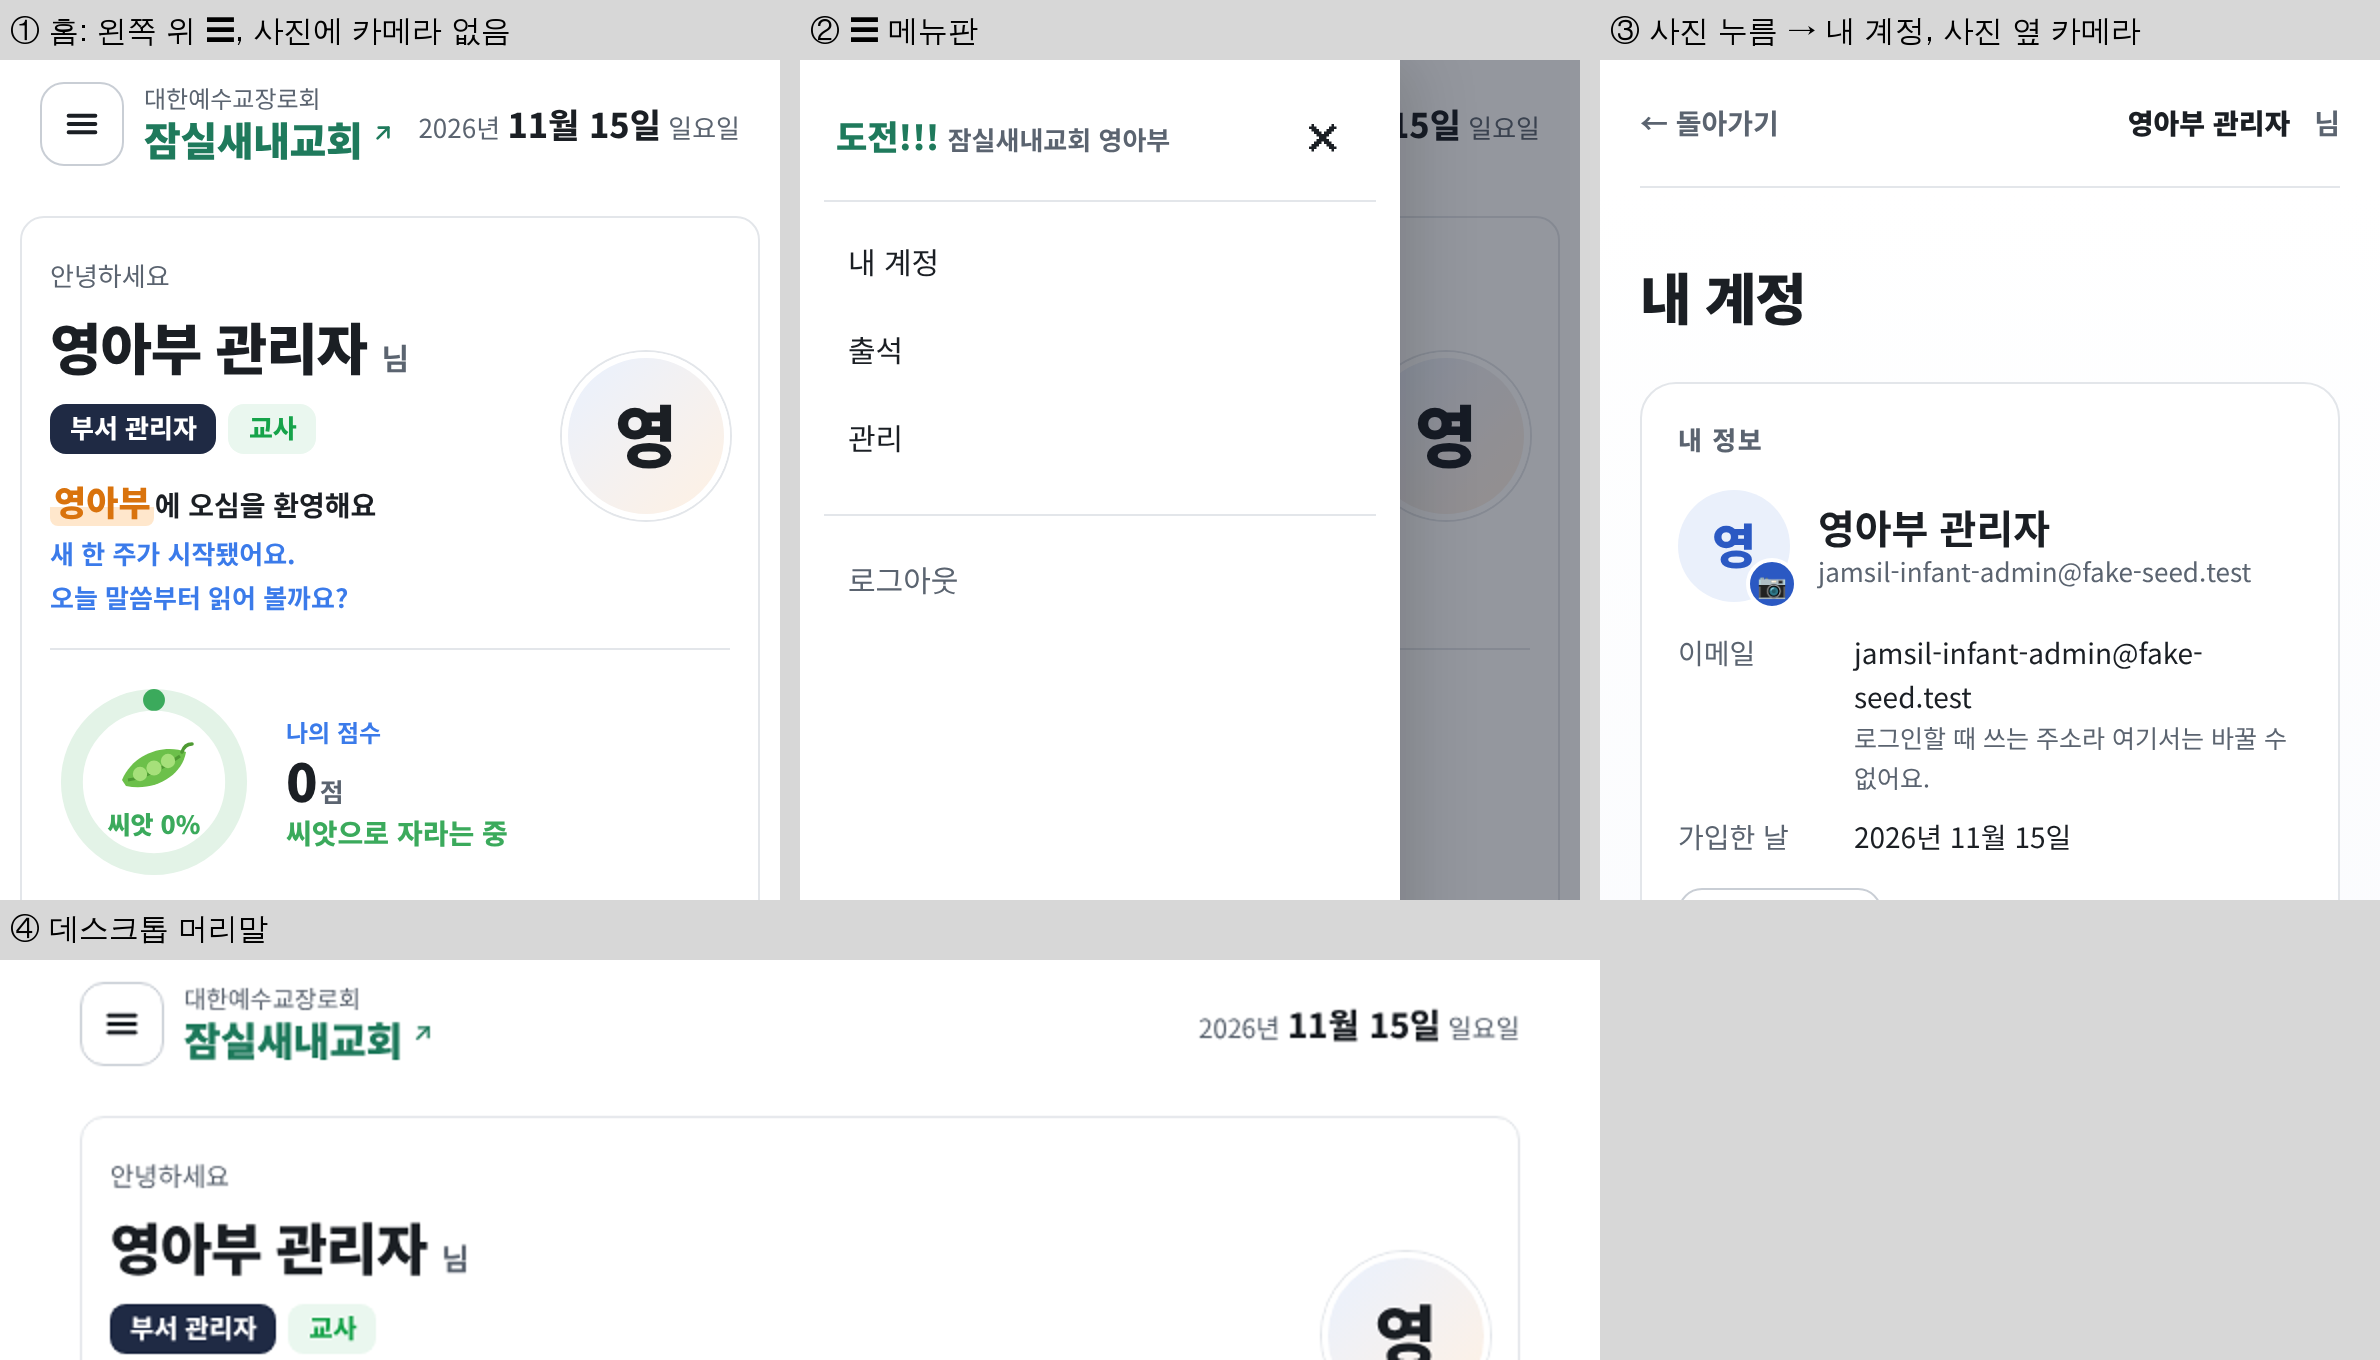 ① 홈: 왼쪽 위 ☰, 사진에 카메라 없음
대한예수교장로회
잠실새내교회 ↗
2026년 11월 15일 일요일
안녕하세요
영아부 관리자 님
부서 관리자 교사
영아부에 오심을 환영해요
새 한 주가 시작됐어요.
오늘 말씀부터 읽어 볼까요?
영
씨앗 0%
나의 점수
0점
씨앗으로 자라는 중
② ☰ 메뉴판
도전!!! 잠실새내교회 영아부 ✕
내 계정
출석
관리
로그아웃
15일 일요일
영
③ 사진 누름 → 내 계정, 사진 옆 카메라
← 돌아가기
영아부 관리자 님
내 계정
내 정보
영
영아부 관리자
jamsil-infant-admin@fake-seed.test
이메일
jamsil-infant-admin@fake-
seed.test
로그인할 때 쓰는 주소라 여기서는 바꿀 수
없어요.
가입한 날
2026년 11월 15일
④ 데스크톱 머리말
대한예수교장로회
잠실새내교회 ↗
2026년 11월 15일 일요일
안녕하세요
영아부 관리자 님
부서 관리자 교사
영